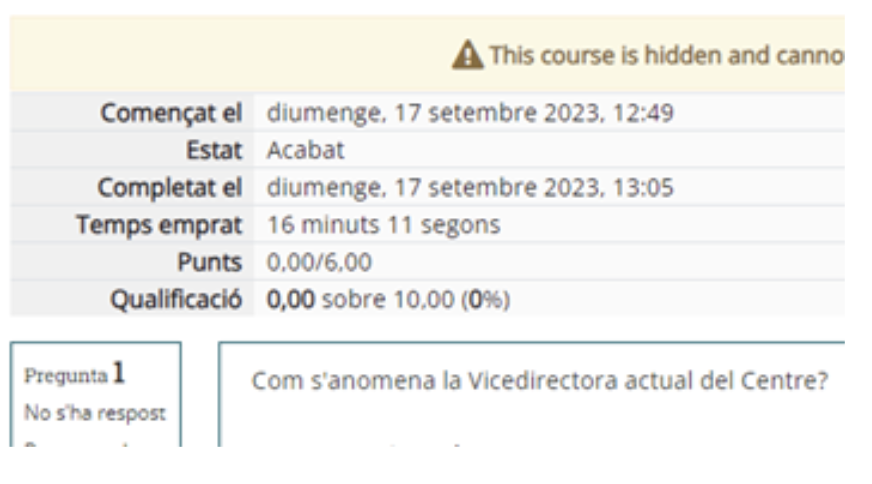 This course is hidden and canno
Començat el diumenge, 17 setembre 2023, 12:49
Estat Acabat
Completat el diumenge, 17 setembre 2023, 13:05
Temps emprat 16 minuts 11 segons
Punts 0,00/6,00
Qualificació 0,00 sobre 10,00 (0%)
Pregunta 1
No s'ha respost
Com s'anomena la Vicedirectora actual del Centre?